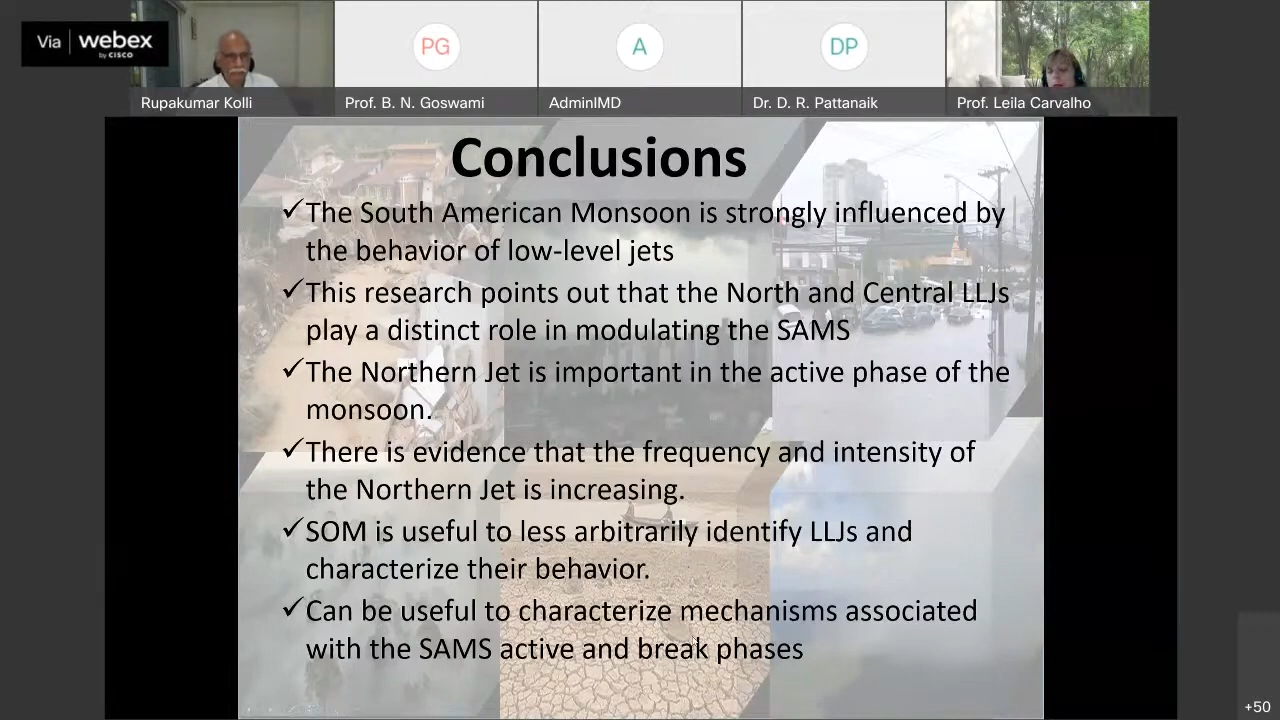 Via webex
by CISCO
PG
A
DP
Rupakumar Kolli
Prof. B. N. Goswami
AdminIMD
Dr. D. R. Pattanaik
Prof. Leila Carvalho
Conclusions
✓The South American Monsoon is strongly influenced by
the behavior of low-level jets
✓This research points out that the North and Central LLJs
play a distinct role in modulating the SAMS
✓The Northern Jet is important in the active phase of the
monsoon.
✓There is evidence that the frequency and intensity of
the Northern Jet is increasing.
✓SOM is useful to less arbitrarily identify LLJs and
characterize their behavior.
✓Can be useful to characterize mechanisms associated
with the SAMS active and break phases
+50